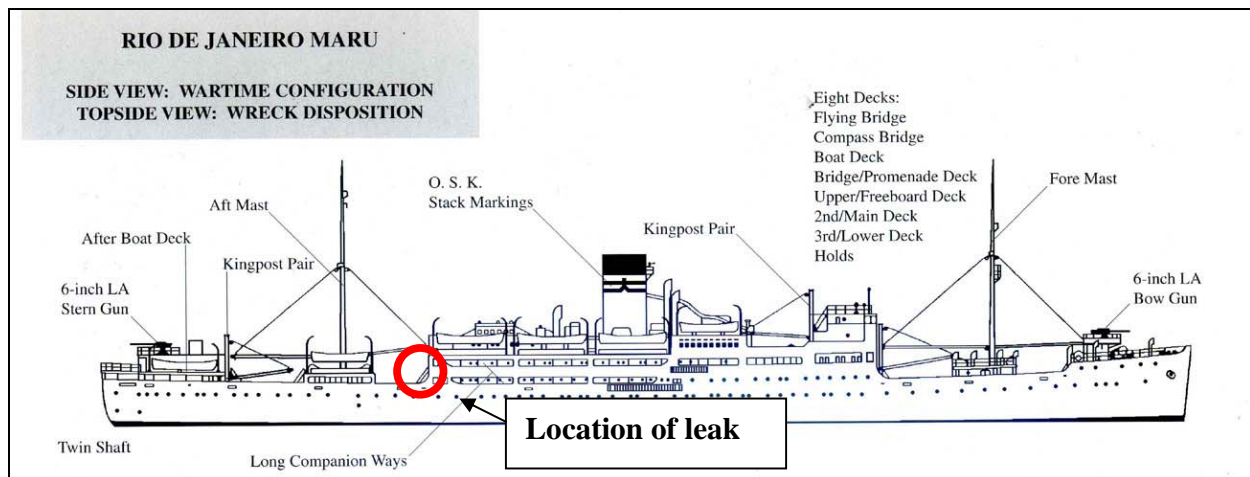 RIO DE JANEIRO MARU
SIDE VIEW: WARTIME CONFIGURATION
TOPSIDE VIEW: WRECK DISPOSITION
Eight Decks:
Flying Bridge
Compass Bridge
Boat Deck
Bridge/Promenade Deck
Upper/Freeboard Deck
2nd/Main Deck
3rd/Lower Deck
Holds
O. S. K.
Stack Markings
Fore Mast
Aft Mast
Kingpost Pair
After Boat Deck
Kingpost Pair
6-inch LA
Stern Gun
6-inch LA
Bow Gun
Location of leak
Twin Shaft
Long Companion Ways